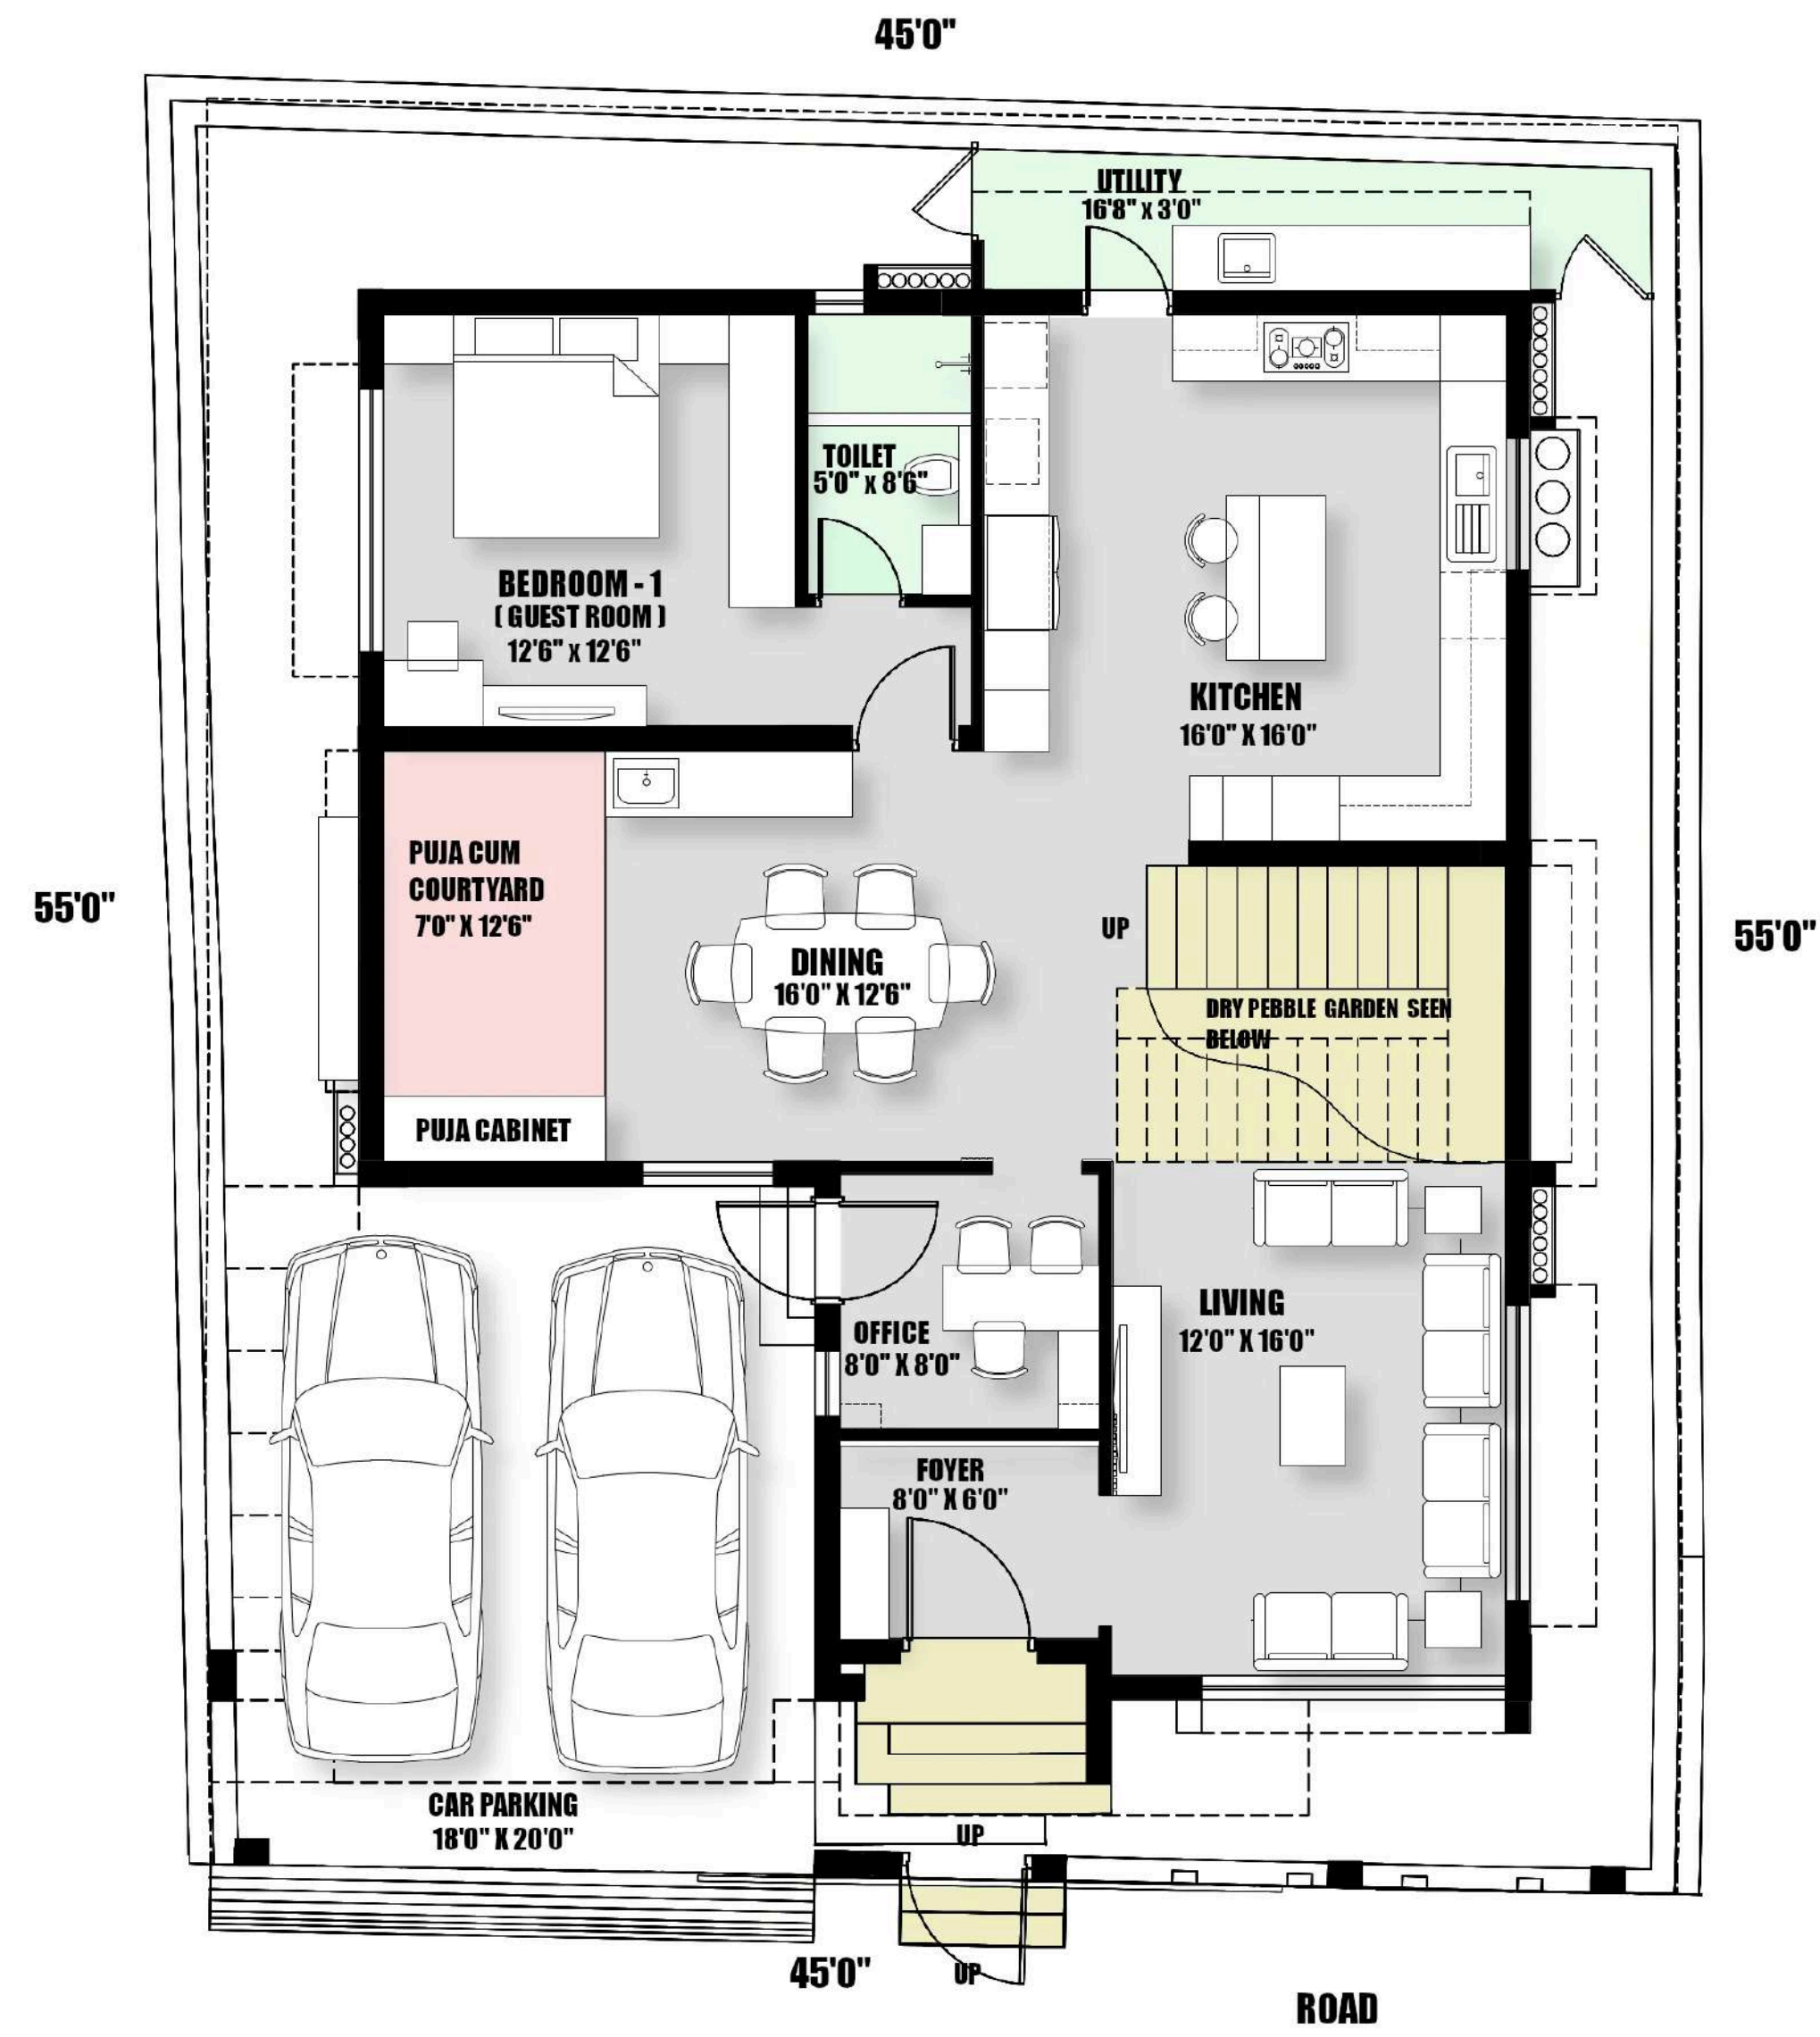 45'0"
UTILITY
16'8" x 3'0"
TOILET
5'0" x 8'6"
BEDROOM - 1
( GUEST ROOM )
12'6" x 12'6"
KITCHEN
16'0" X 16'0"
PUJA CUM
COURTYARD
7'0" X 12'6"
55'0"
UP
55'0"
DINING
16'0" X 12'6"
DRY PEBBLE GARDEN SEEN
BELOW
PUJA CABINET
LIVING
12'0" X 16'0"
OFFICE
8'0" X 8'0"
FOYER
8'0" X 6'0"
CAR PARKING
18'0" X 20'0"
UP
45'0"
UP
ROAD